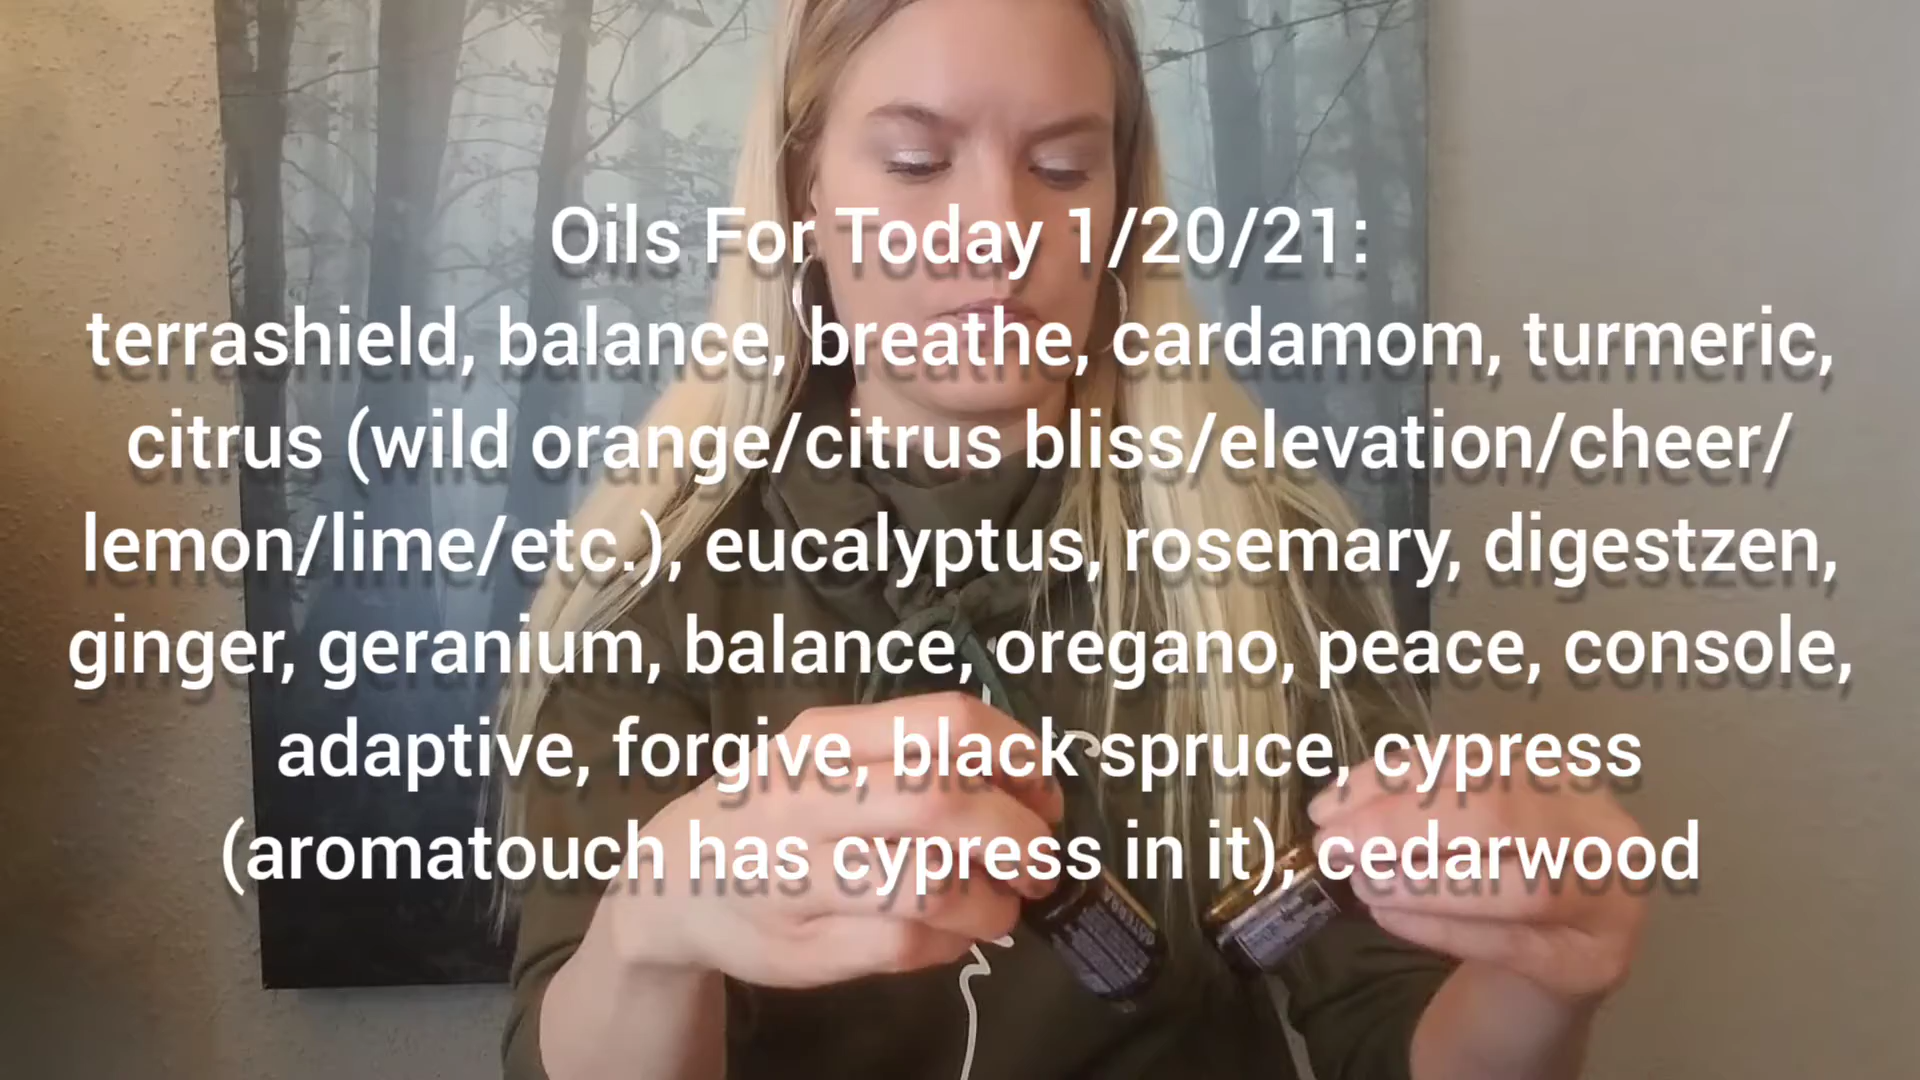 Oils For Today 1/20/21:
terrashield, balance, breathe, cardamom, turmeric,
citrus (wild orange/citrus bliss/elevation/cheer/
lemon/lime/etc.), eucalyptus, rosemary, digestzen,
ginger, geranium, balance, oregano, peace, console,
adaptive, forgive, black spruce, cypress
(aromatouch has cypress in it), cedarwood